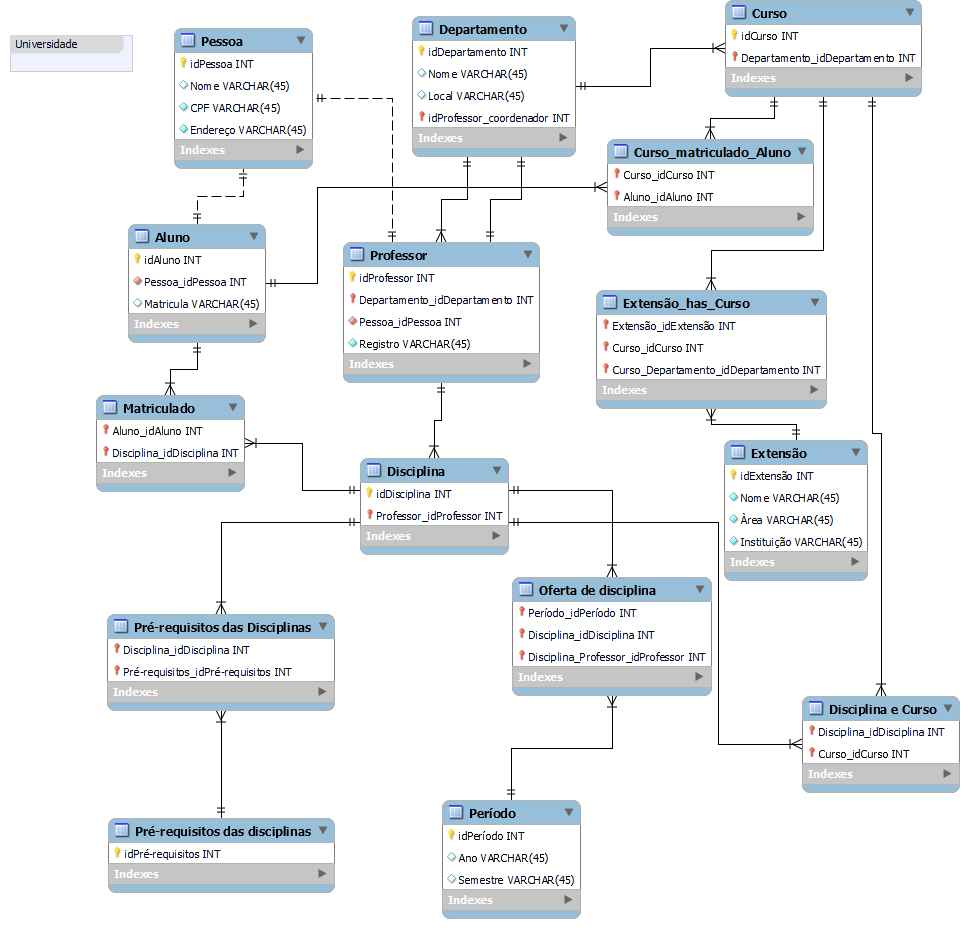 Universidade
Pessoa
idPessoa INT
Nome VARCHAR(45)
CPF VARCHAR(45)
Endereço VARCHAR(45)
Indexes
Departamento
idDepartamento INT
Nome VARCHAR(45)
Local VARCHAR(45)
idProfessor_coordenador INT
Indexes
Curso
idCurso INT
Departamento_idDepartamento INT
Indexes
Curso_matriculado_Aluno
Curso_idCurso INT
Aluno_idAluno INT
Indexes
Aluno
idAluno INT
Pessoa_idPessoa INT
Matricula VARCHAR(45)
Indexes
Professor
idProfessor INT
Departamento_idDepartamento INT
Pessoa_idPessoa INT
Registro VARCHAR(45)
Indexes
Extensão_has_Curso
Extensão_idExtensão INT
Curso_idCurso INT
Curso_Departamento_idDepartamento INT
Indexes
Matriculado
Aluno_idAluno INT
Disciplina_idDisciplina INT
Indexes
Disciplina
idDisciplina INT
Professor_idProfessor INT
Indexes
Extensão
idExtensão INT
Nome VARCHAR(45)
Àrea VARCHAR(45)
Instituição VARCHAR(45)
Indexes
Pré-requisitos das Disciplinas
Disciplina_idDisciplina INT
Pré-requisitos_idPré-requisitos INT
Indexes
Oferta de disciplina
Período_idPeríodo INT
Disciplina_idDisciplina INT
Disciplina_Professor_idProfessor INT
Indexes
Disciplina e Curso
Disciplina_idDisciplina INT
Curso_idCurso INT
Indexes
Pré-requisitos das disciplinas
idPré-requisitos INT
Indexes
Período
idPeríodo INT
Ano VARCHAR(45)
Semestre VARCHAR(45)
Indexes